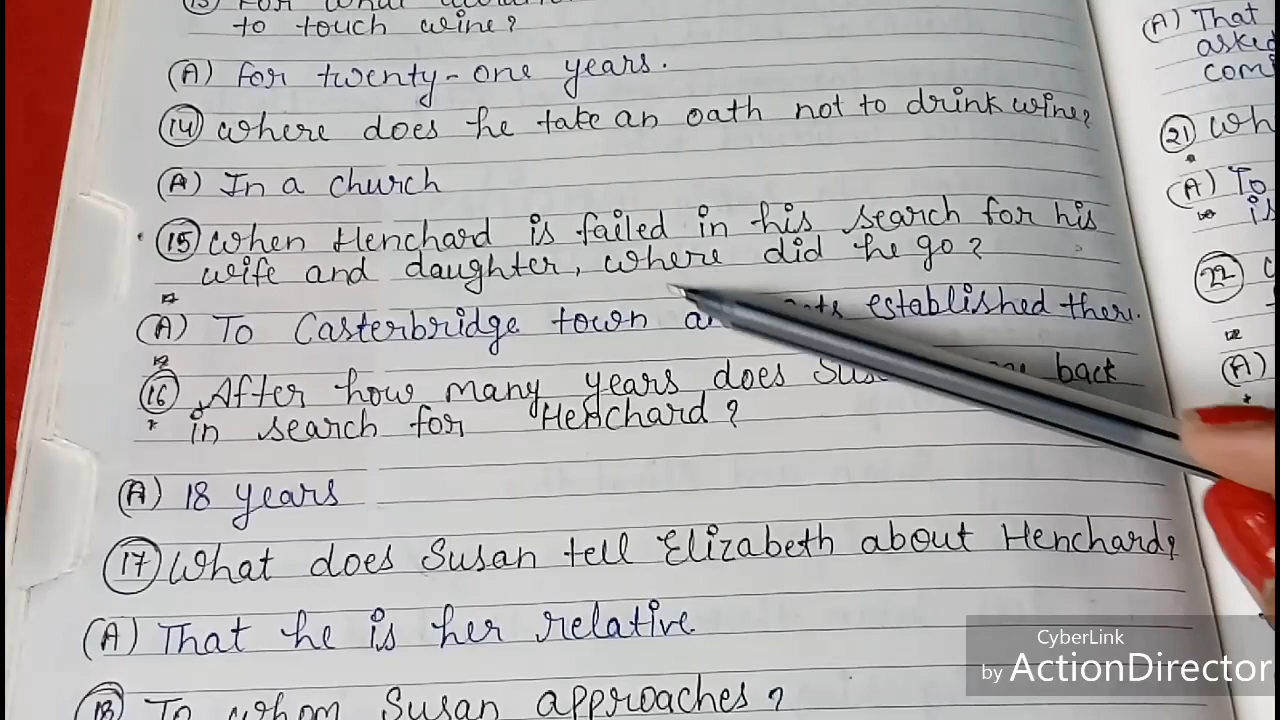 to touch wine?
(A) for twenty-one years.
(14) where does he take an oath not to drink wine?
(A) In a church
(15) When Henchard is failed in his search for his
wife and daughter, where did he go?
(A) To Casterbridge town established there.
(16) After how many years does back
in search for Henchard?
(A) 18 years
(17) What does Susan tell Elizabeth about Henchard?
(A) That he is her relative
(18) To whom Susan approaches?
(A) That
(21) Wh
(A) To
is
(22)
(A)
CyberLink
by ActionDirector